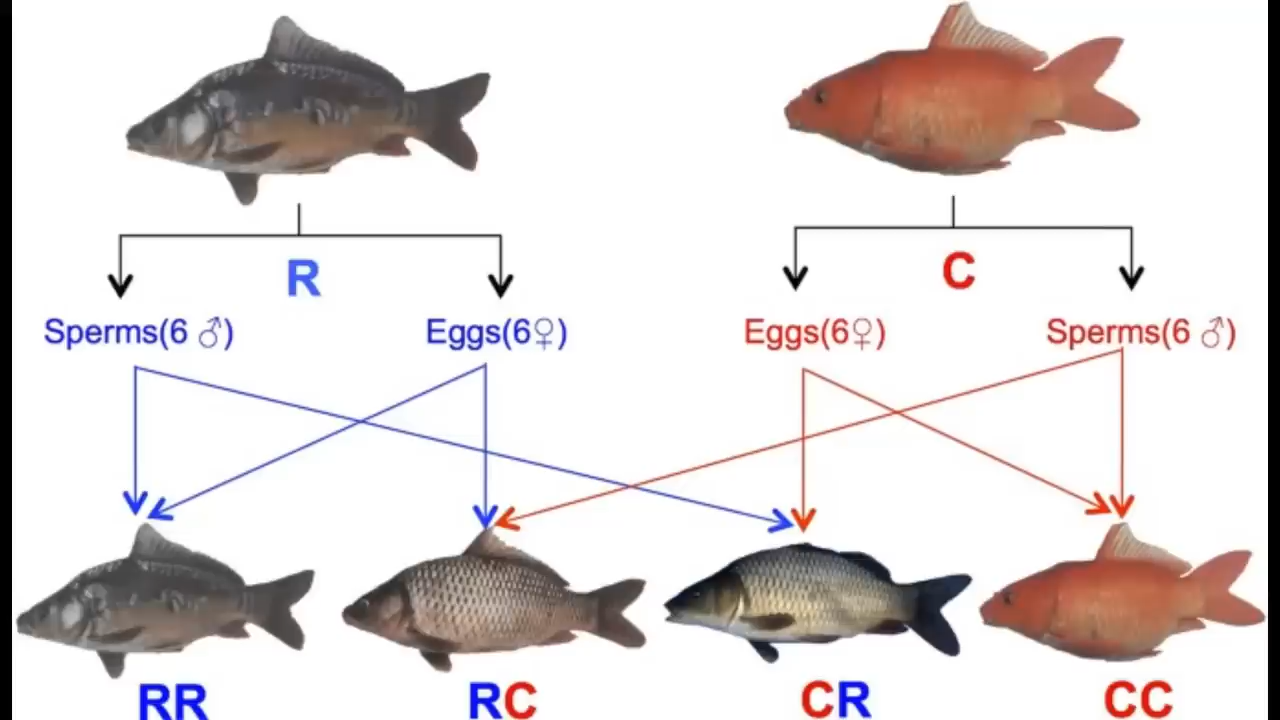 R
C
Sperms(6 ♂)
Eggs(6♀)
Eggs(6♀)
Sperms(6 ♂)
RR
RC
CR
CC